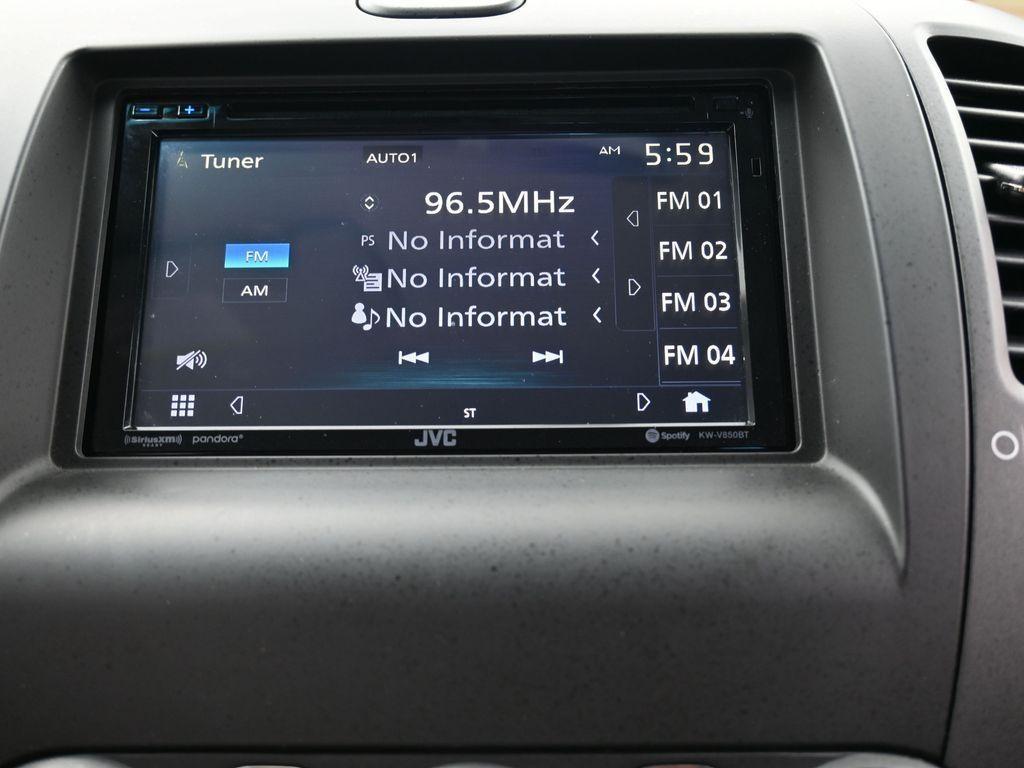 Tuner AUTO1 AM 5:59
96.5MHz
PS No Informat
No Informat
No Informat
FM
AM
FM 01
FM 02
FM 03
FM 04
ST
((SiriusXM)) READY pandora® JVC Spotify KW-V850BT